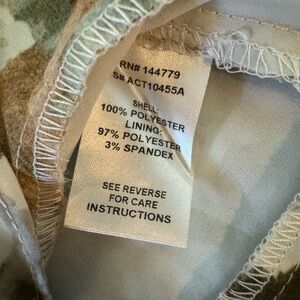 RN# 144779
S# ACT10455A
SHELL:
100% POLYESTER
LINING:
97% POLYESTER
3% SPANDEX
SEE REVERSE
FOR CARE
INSTRUCTIONS